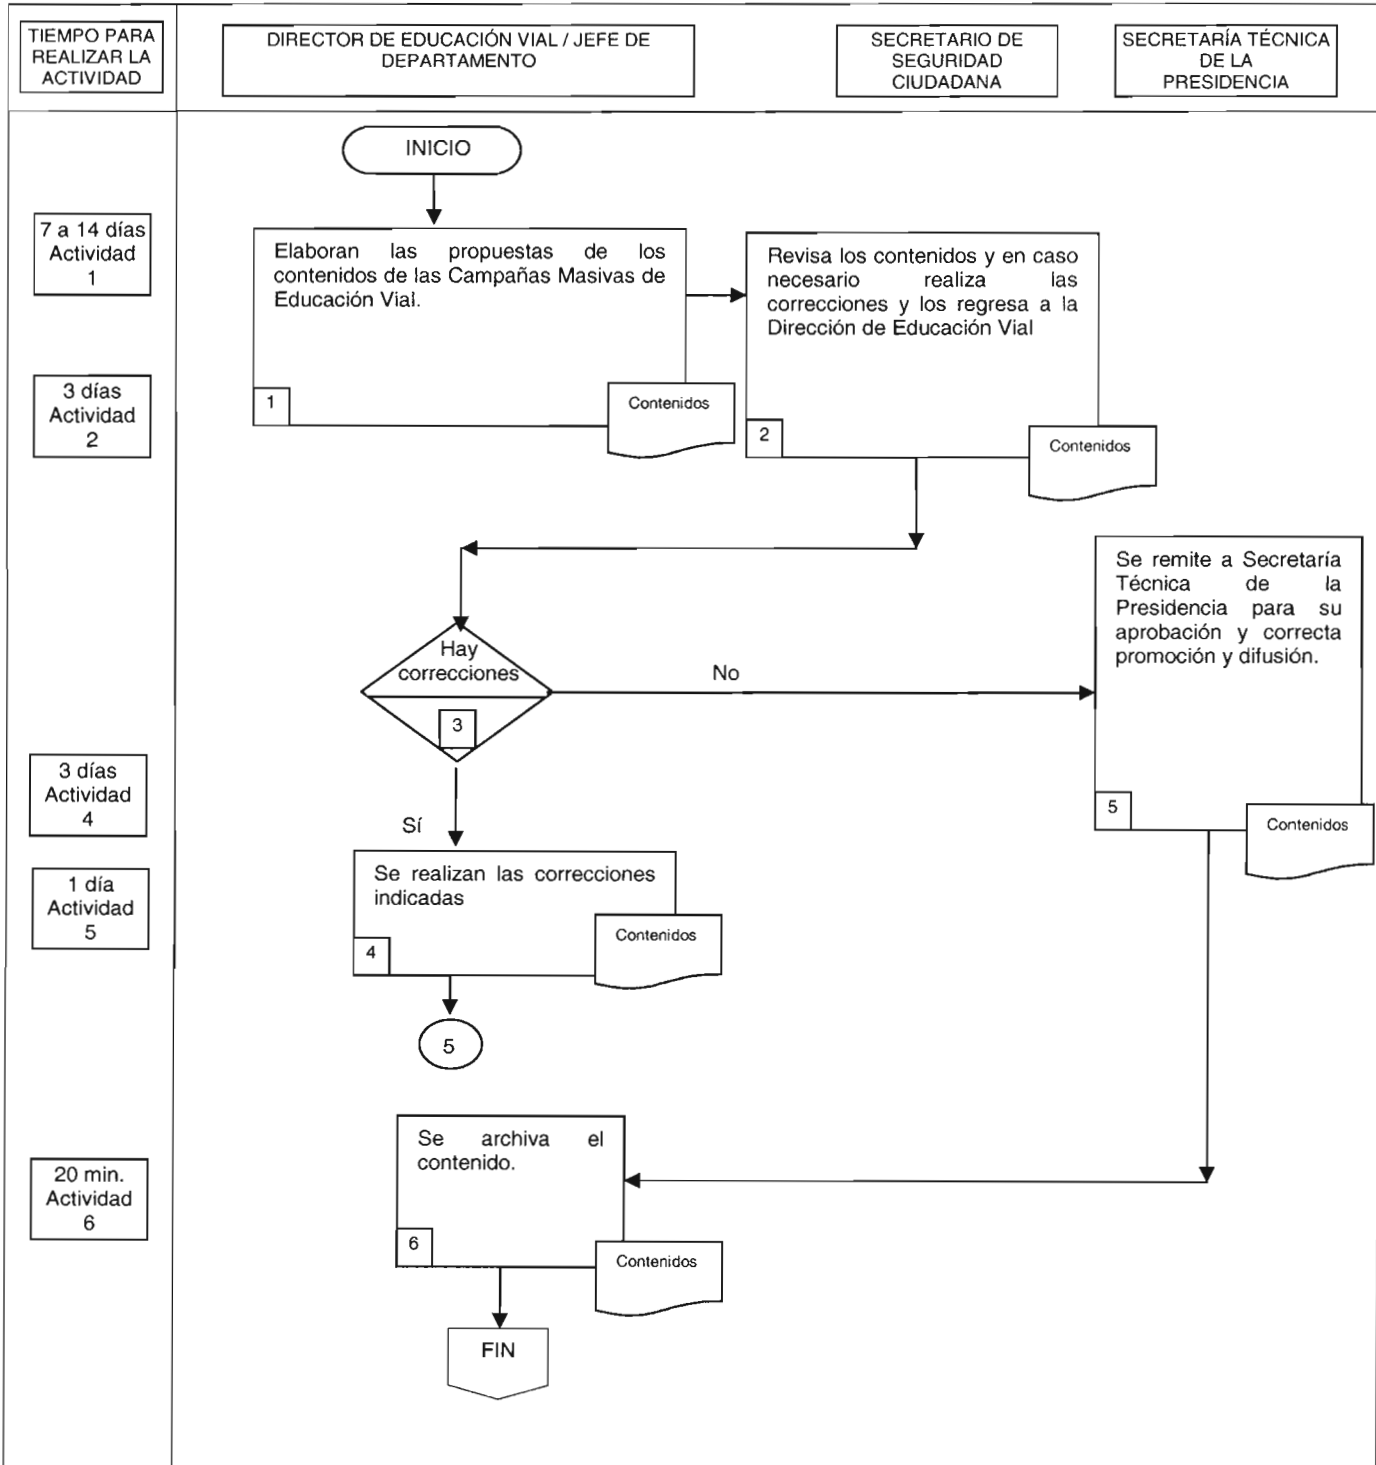 TIEMPO PARA
REALIZAR LA
ACTIVIDAD
DIRECTOR DE EDUCACIÓN VIAL / JEFE DE
DEPARTAMENTO
SECRETARIO DE
SEGURIDAD
CIUDADANA
SECRETARÍA TÉCNICA
DE LA
PRESIDENCIA
INICIO
7 a 14 días
Actividad
1
Elaboran las propuestas de los
contenidos de las Campañas Masivas de
Educación Vial.
1
Contenidos
Revisa los contenidos y en caso
necesario realiza las
correcciones y los regresa a la
Dirección de Educación Vial
2
Contenidos
3 días
Actividad
2
Hay
correcciones
3
No
Sí
Se remite a Secretaría
Técnica de la
Presidencia para su
aprobación y correcta
promoción y difusión.
5
Contenidos
3 días
Actividad
4
Se realizan las correcciones
indicadas
4
Contenidos
1 día
Actividad
5
5
Se archiva el
contenido.
6
Contenidos
20 min.
Actividad
6
FIN